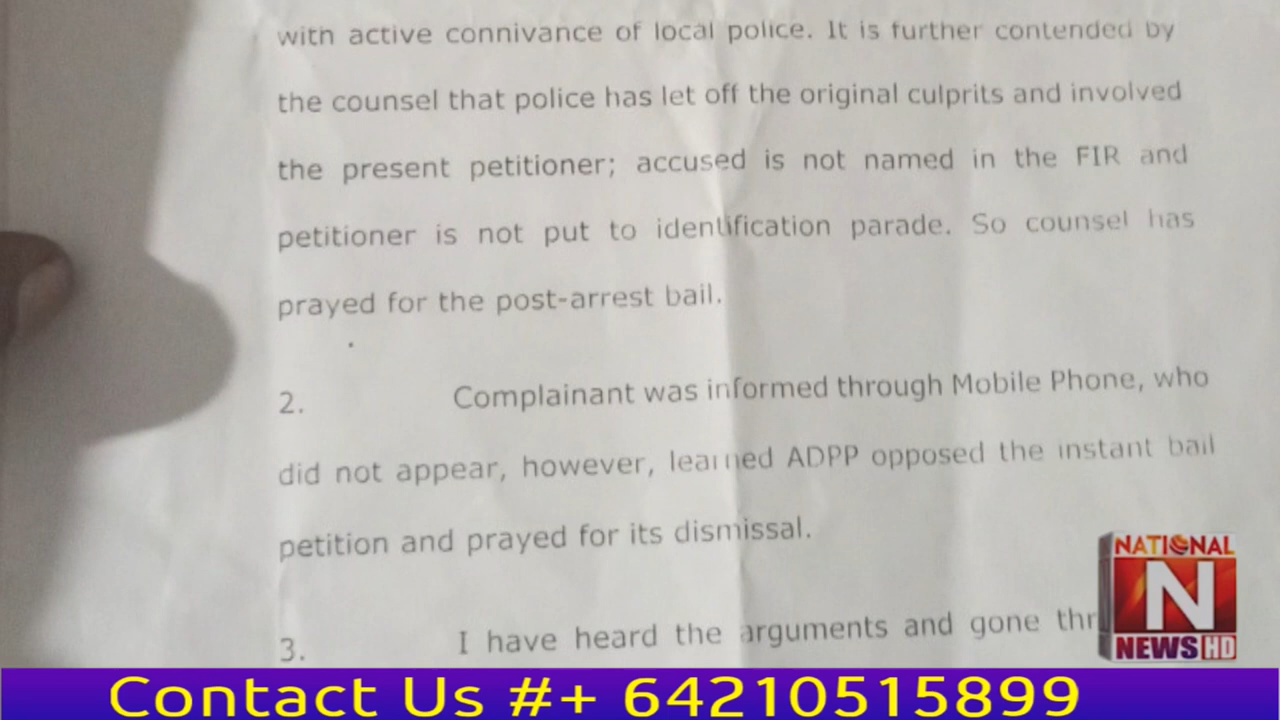 with active connivance of local police. It is further contended by
the counsel that police has let off the original culprits and involved
the present petitioner; accused is not named in the FIR and
petitioner is not put to identification parade. So counsel has
prayed for the post-arrest bail.
2. Complainant was informed through Mobile Phone, who
did not appear, however, learned ADPP opposed the instant bail
petition and prayed for its dismissal.
3. I have heard the arguments and gone thr
NATIONAL
N
NEWS HD
Contact Us #+ 64210515899